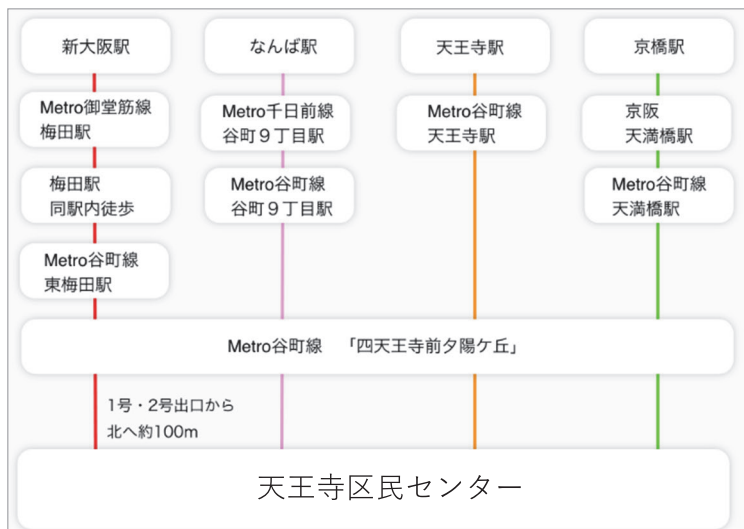 新大阪駅
なんば駅
天王寺駅
京橋駅
Metro御堂筋線
梅田駅
Metro千日前線
谷町９丁目駅
Metro谷町線
天王寺駅
京阪
天満橋駅
梅田駅
同駅内徒歩
Metro谷町線
谷町９丁目駅
Metro谷町線
天満橋駅
Metro谷町線
東梅田駅
Metro谷町線　「四天王寺前夕陽ケ丘」
1号・2号出口から
北へ約100m
天王寺区民センター